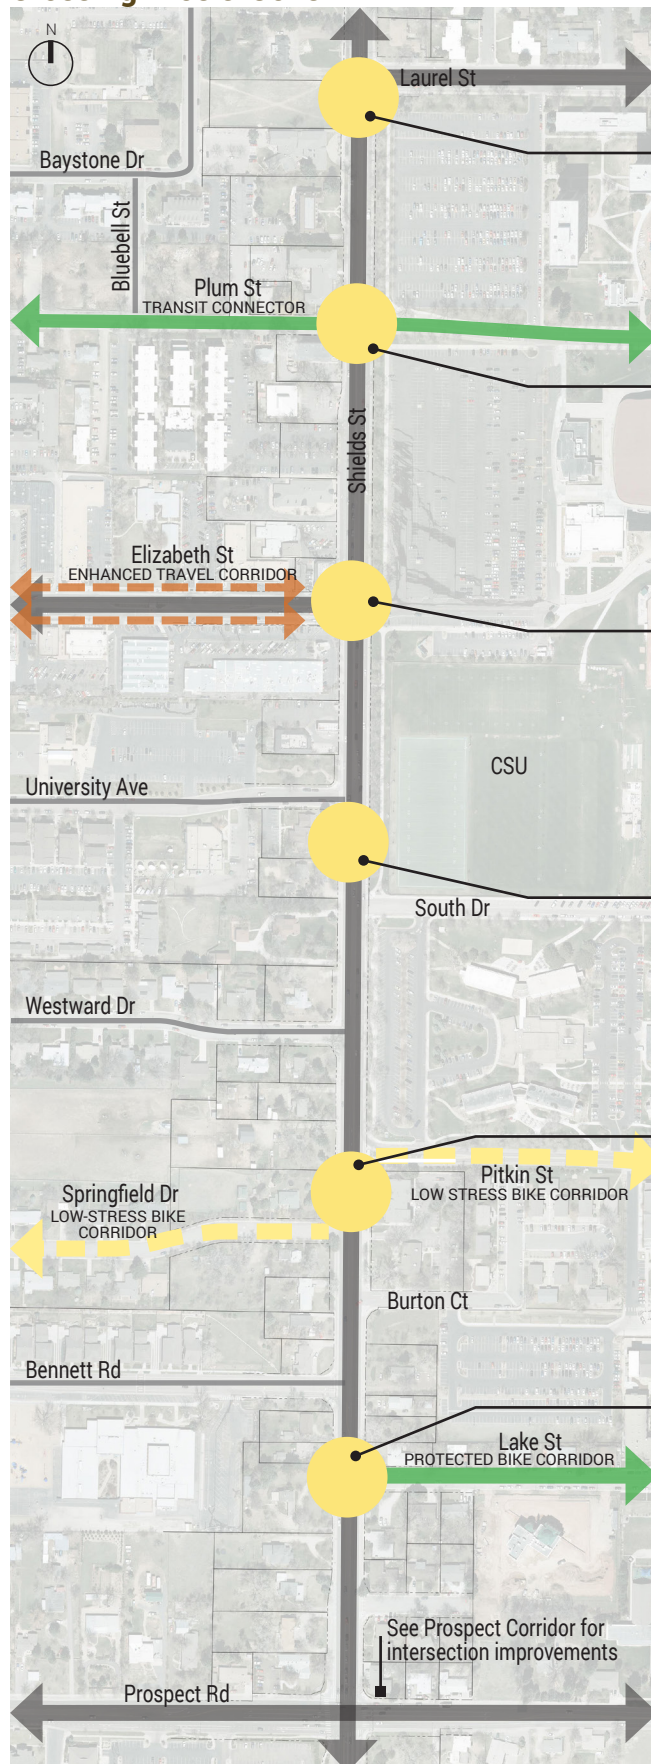 N
Laurel St
Baystone Dr
Bluebell St
Plum St
TRANSIT CONNECTOR
Shields St
Elizabeth St
ENHANCED TRAVEL CORRIDOR
CSU
University Ave
South Dr
Westward Dr
Pitkin St
LOW STRESS BIKE CORRIDOR
Springfield Dr
LOW-STRESS BIKE
CORRIDOR
Burton Ct
Bennett Rd
Lake St
PROTECTED BIKE CORRIDOR
See Prospect Corridor for
intersection improvements
Prospect Rd